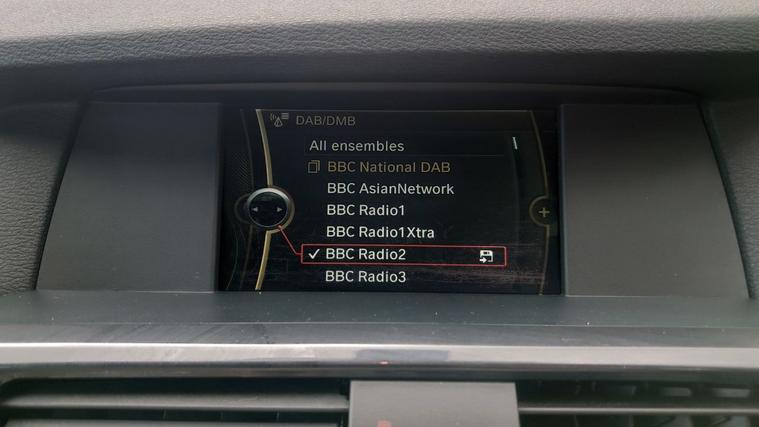 DAB/DMB
All ensembles
BBC National DAB
BBC AsianNetwork
BBC Radio1
BBC Radio1Xtra
BBC Radio2
BBC Radio3